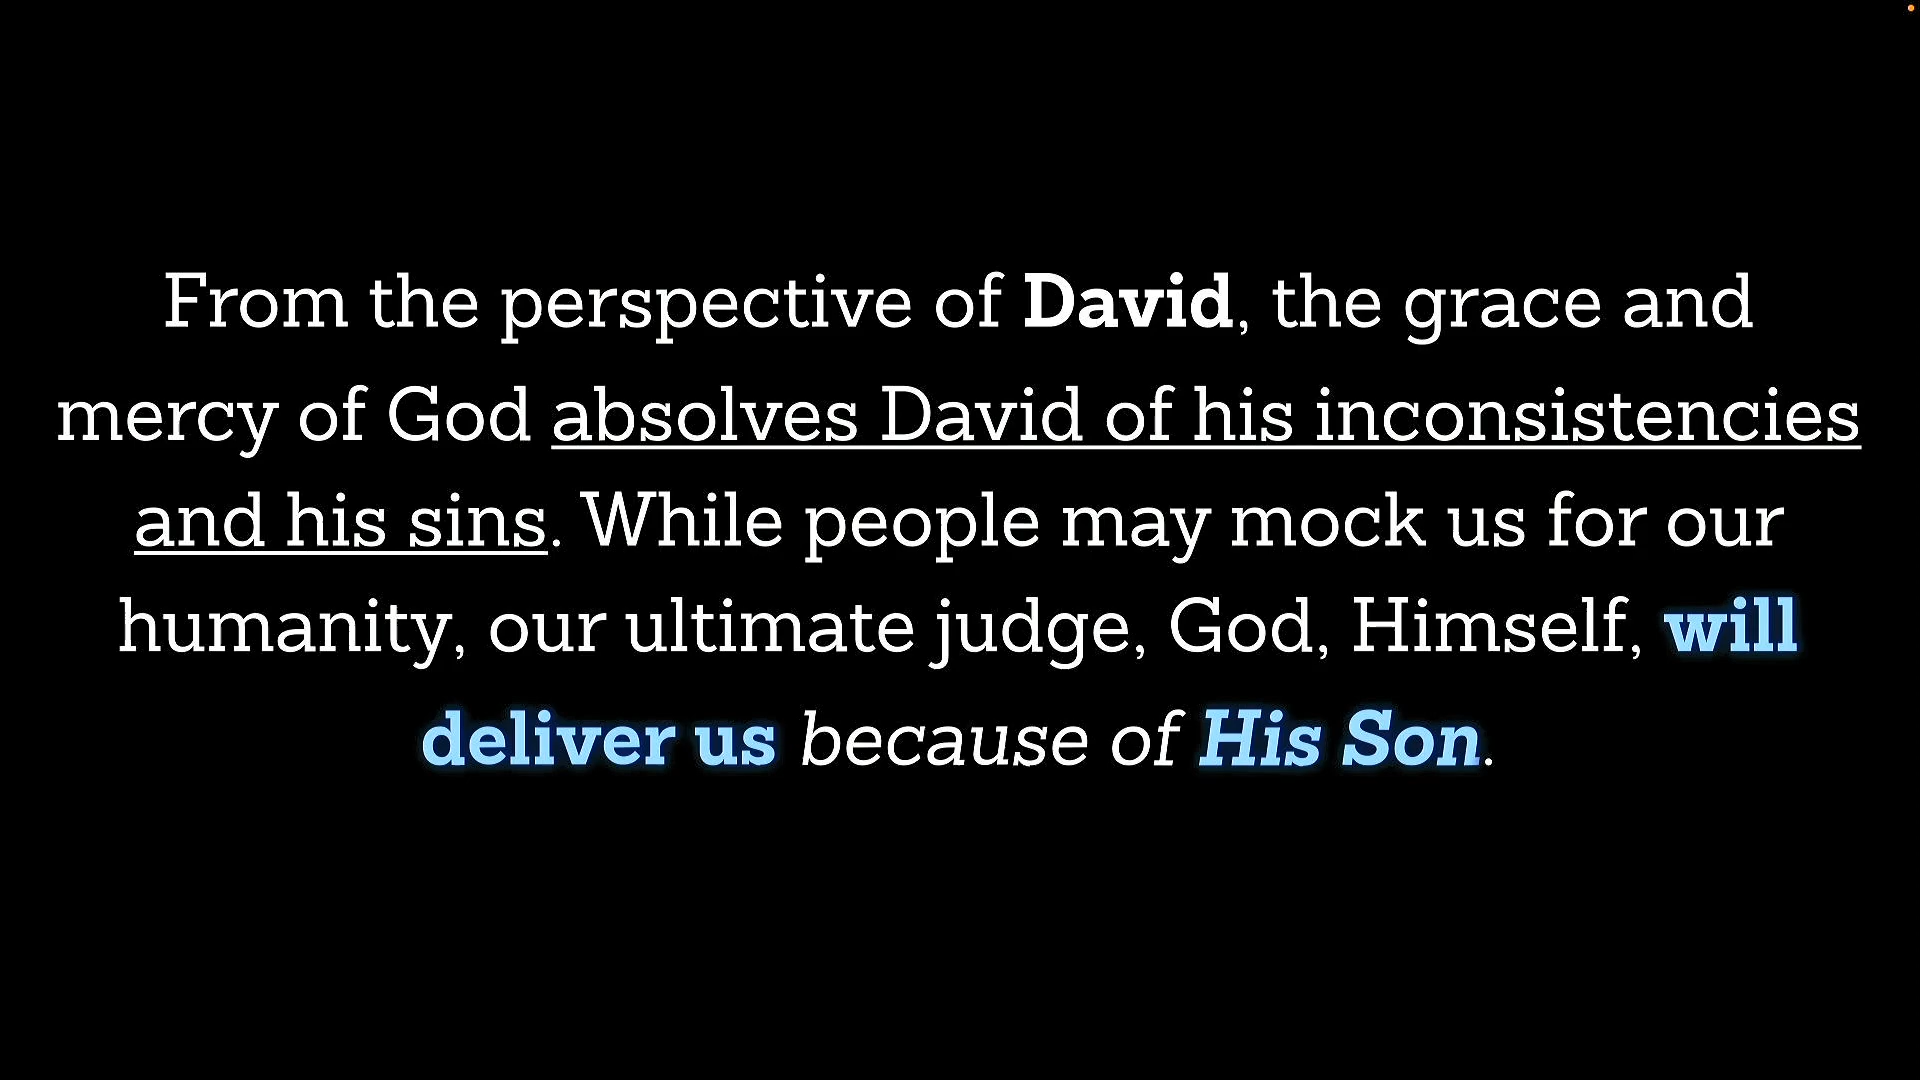 From the perspective of David, the grace and
mercy of God absolves David of his inconsistencies
and his sins. While people may mock us for our
humanity, our ultimate judge, God, Himself, will
deliver us because of His Son.